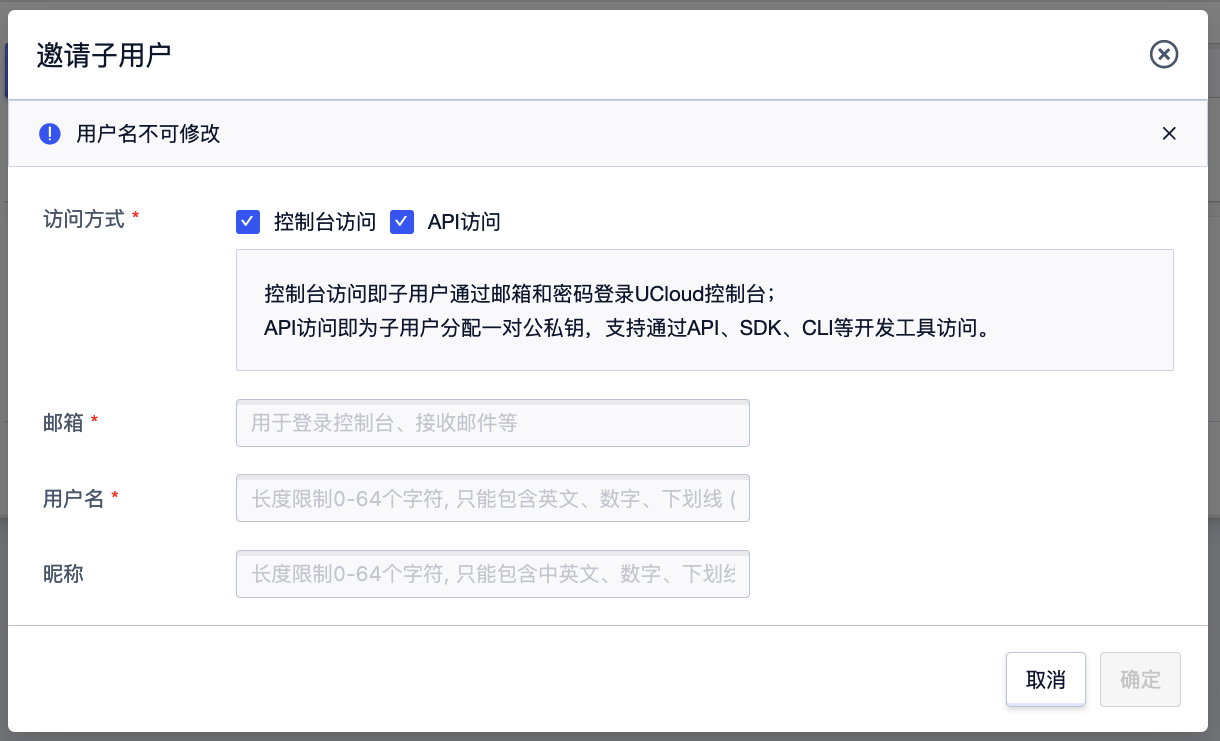 邀请子用户
用户名不可修改
访问方式 * 控制台访问 API访问
控制台访问即子用户通过邮箱和密码登录UCloud控制台；
API访问即为子用户分配一对公私钥，支持通过API、SDK、CLI等开发工具访问。
邮箱 * 用于登录控制台、接收邮件等
用户名 * 长度限制0-64个字符, 只能包含英文、数字、下划线 (
昵称 长度限制0-64个字符, 只能包含中英文、数字、下划线
取消 确定